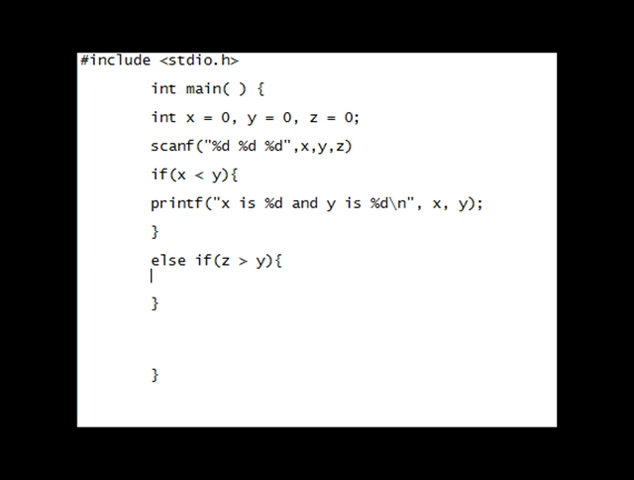 #include <stdio.h>
int main( ) {
int x = 0, y = 0, z = 0;
scanf("%d %d %d",x,y,z)
if(x < y){
printf("x is %d and y is %d\n", x, y);
}
else if(z > y){
}
}